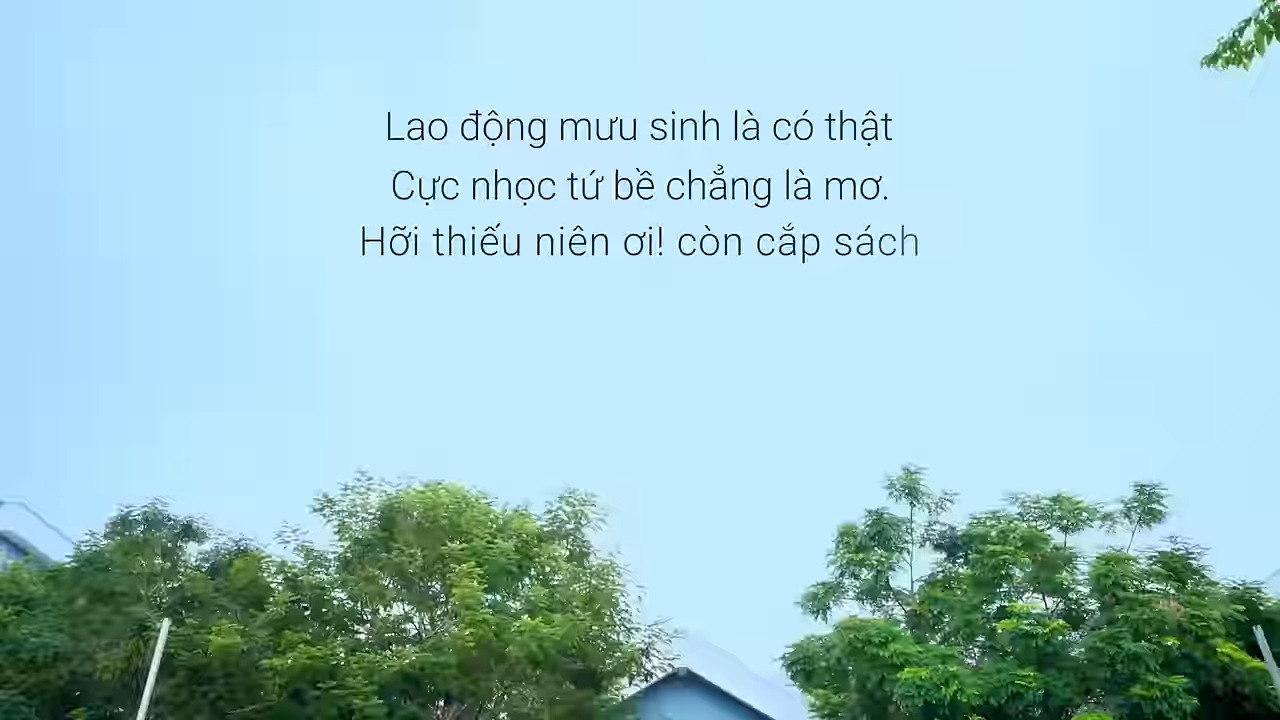 Lao động mưu sinh là có thật
Cực nhọc tứ bề chẳng là mơ.
Hỡi thiếu niên ơi! còn cắp sách